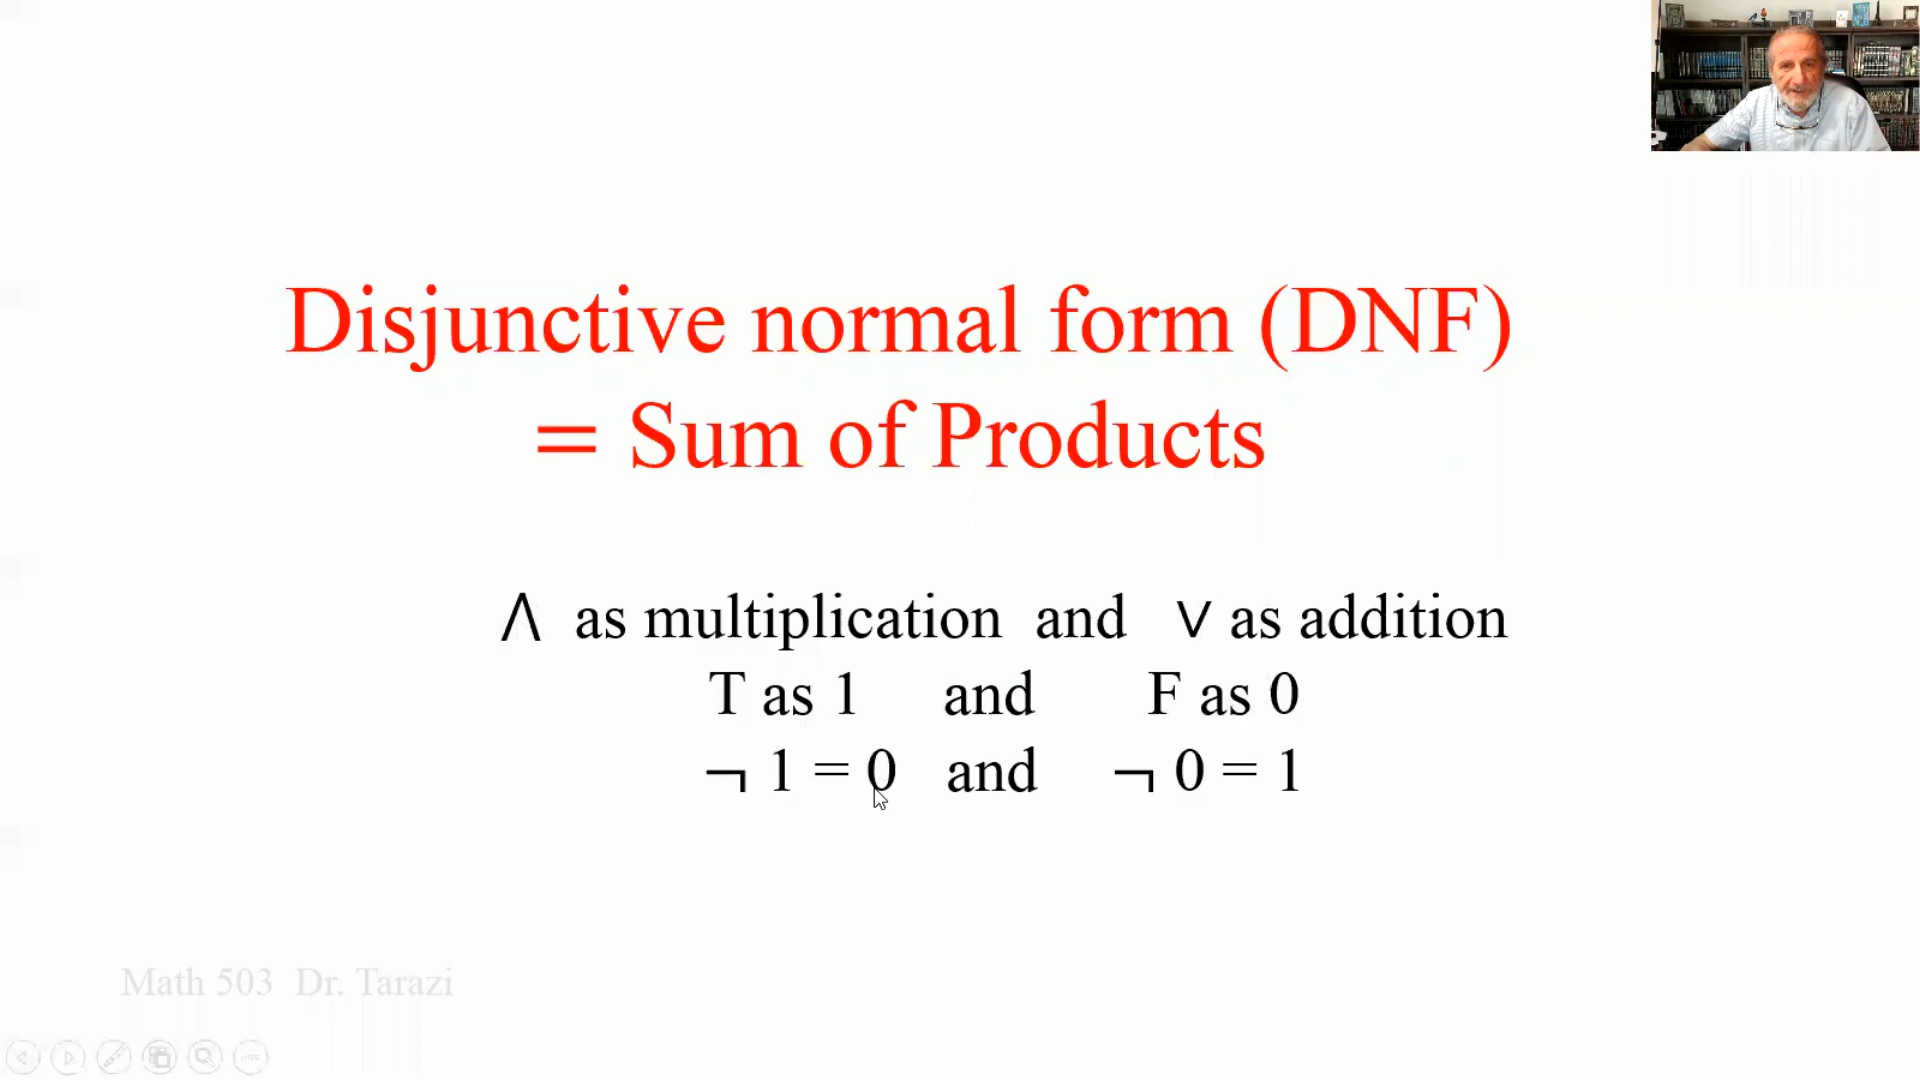 Disjunctive normal form (DNF)
= Sum of Products
⋀ as multiplication and ∨ as addition
T as 1 and F as 0
¬ 1 = 0 and ¬ 0 = 1
Math 503 Dr. Tarazi